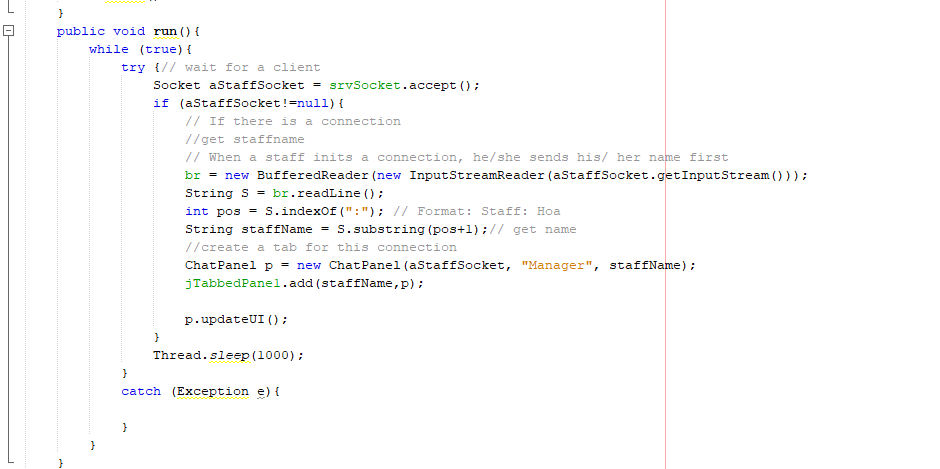 }
public void run(){
while (true){
try {// wait for a client
Socket aStaffSocket = srvSocket.accept();
if (aStaffSocket!=null){
// If there is a connection
//get staffname
// When a staff inits a connection, he/she sends his/ her name first
br = new BufferedReader(new InputStreamReader(aStaffSocket.getInputStream()));
String S = br.readLine();
int pos = S.indexOf(":"); // Format: Staff: Hoa
String staffName = S.substring(pos+1);// get name
//create a tab for this connection
ChatPanel p = new ChatPanel(aStaffSocket, "Manager", staffName);
jTabbedPanel.add(staffName,p);
p.updateUI();
}
Thread.sleep(1000);
}
catch (Exception e){
}
}
}